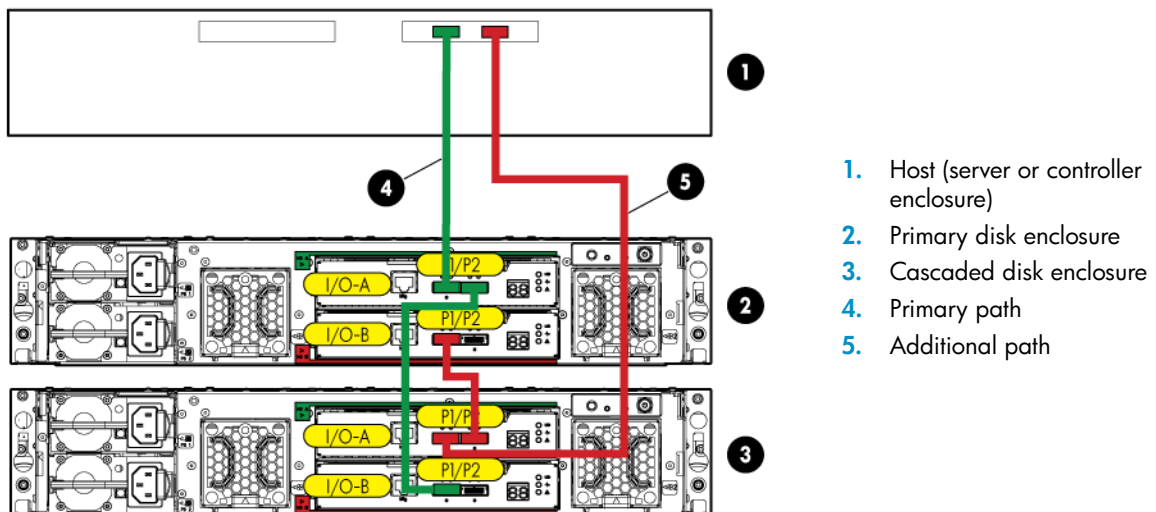 1
4
5
P1/P2
I/O-A
P1/P2
I/O-B
2
P1/P2
I/O-A
P1/P2
I/O-B
3
1. Host (server or controller
enclosure)
2. Primary disk enclosure
3. Cascaded disk enclosure
4. Primary path
5. Additional path